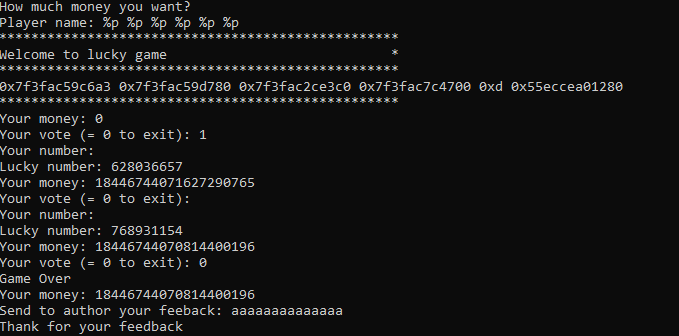 How much money you want?
Player name: %p %p %p %p %p %p
**************************************************
Welcome to lucky game                            *
**************************************************
0x7f3fac59c6a3 0x7f3fac59d780 0x7f3fac2ce3c0 0x7f3fac7c4700 0xd 0x55eccea01280
**************************************************
Your money: 0
Your vote (= 0 to exit): 1
Your number:
Lucky number: 628036657
Your money: 18446744071627290765
Your vote (= 0 to exit):
Your number:
Lucky number: 768931154
Your money: 18446744070814400196
Your vote (= 0 to exit): 0
Game Over
Your money: 18446744070814400196
Send to author your feeback: aaaaaaaaaaaaaa
Thank for your feedback